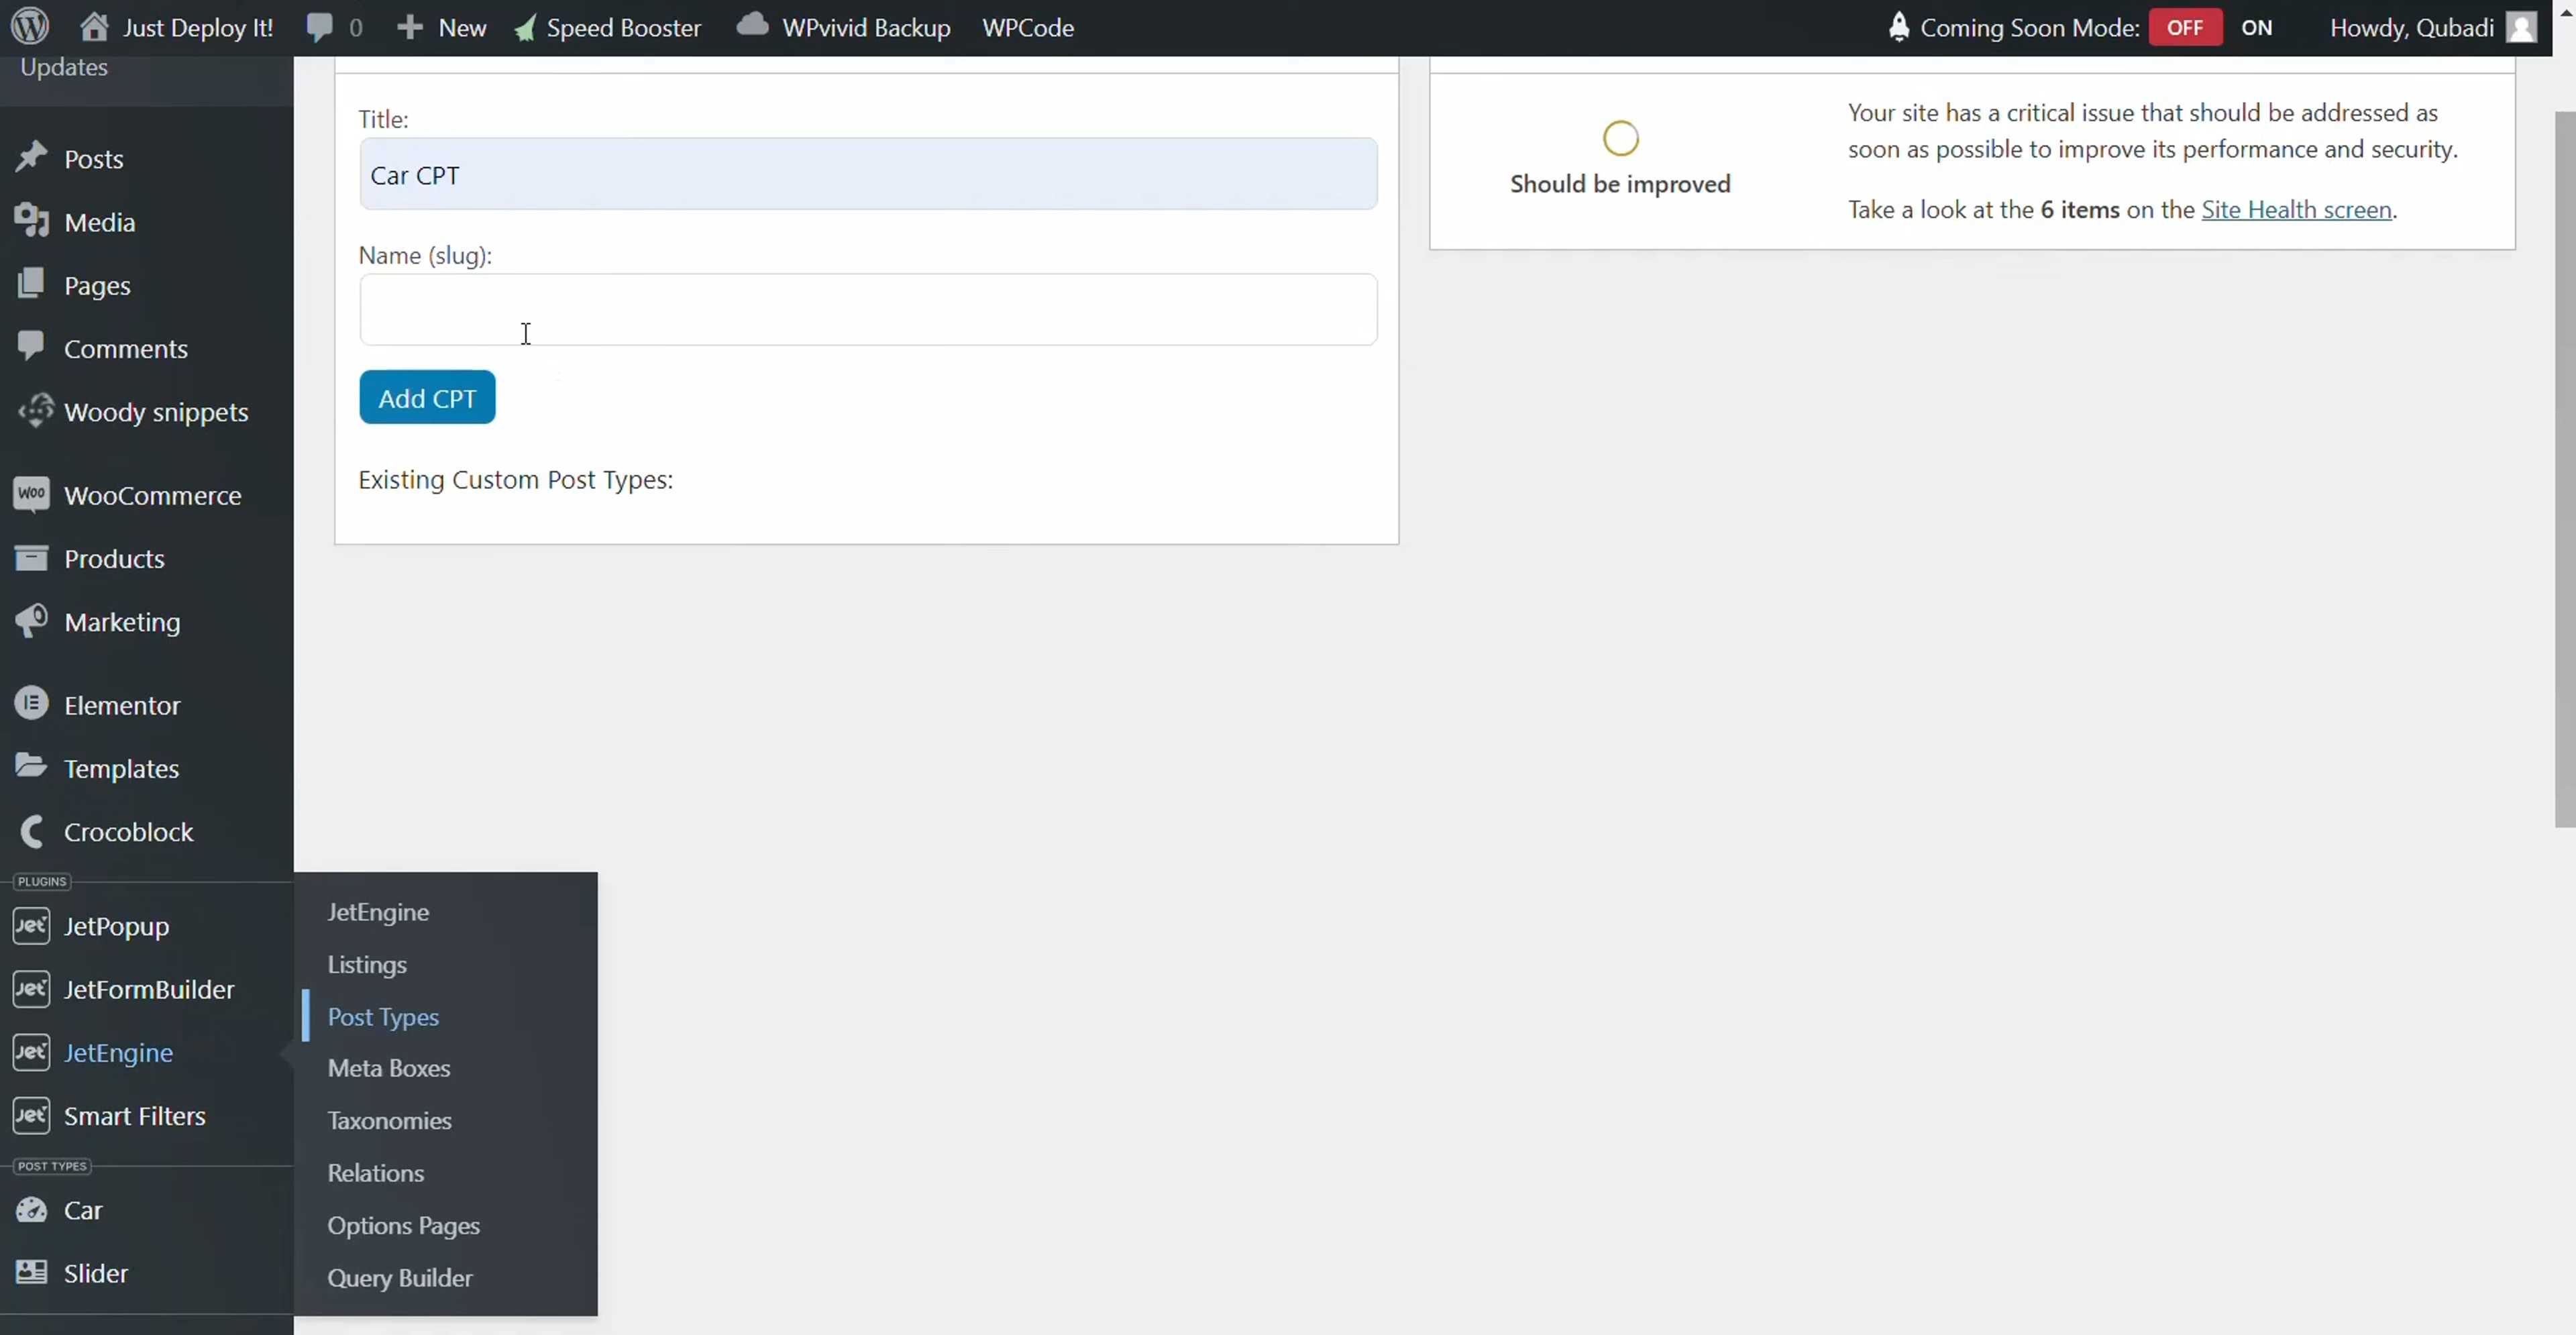 Just Deploy It!
0
New
Speed Booster
WPvivid Backup
WPCode
Coming Soon Mode:
OFF
ON
Howdy, Qubadi
Updates
Posts
Media
Pages
Comments
Woody snippets
Woo WooCommerce
Products
Marketing
Elementor
Templates
Crocoblock
PLUGINS
Jet JetPopup
Jet JetFormBuilder
Jet JetEngine
Jet Smart Filters
POST TYPES
Car
Slider
JetEngine
Listings
Post Types
Meta Boxes
Taxonomies
Relations
Options Pages
Query Builder
Title:
Car CPT
Name (slug):
Add CPT
Existing Custom Post Types:
Should be improved
Your site has a critical issue that should be addressed as
soon as possible to improve its performance and security.
Take a look at the 6 items on the Site Health screen.